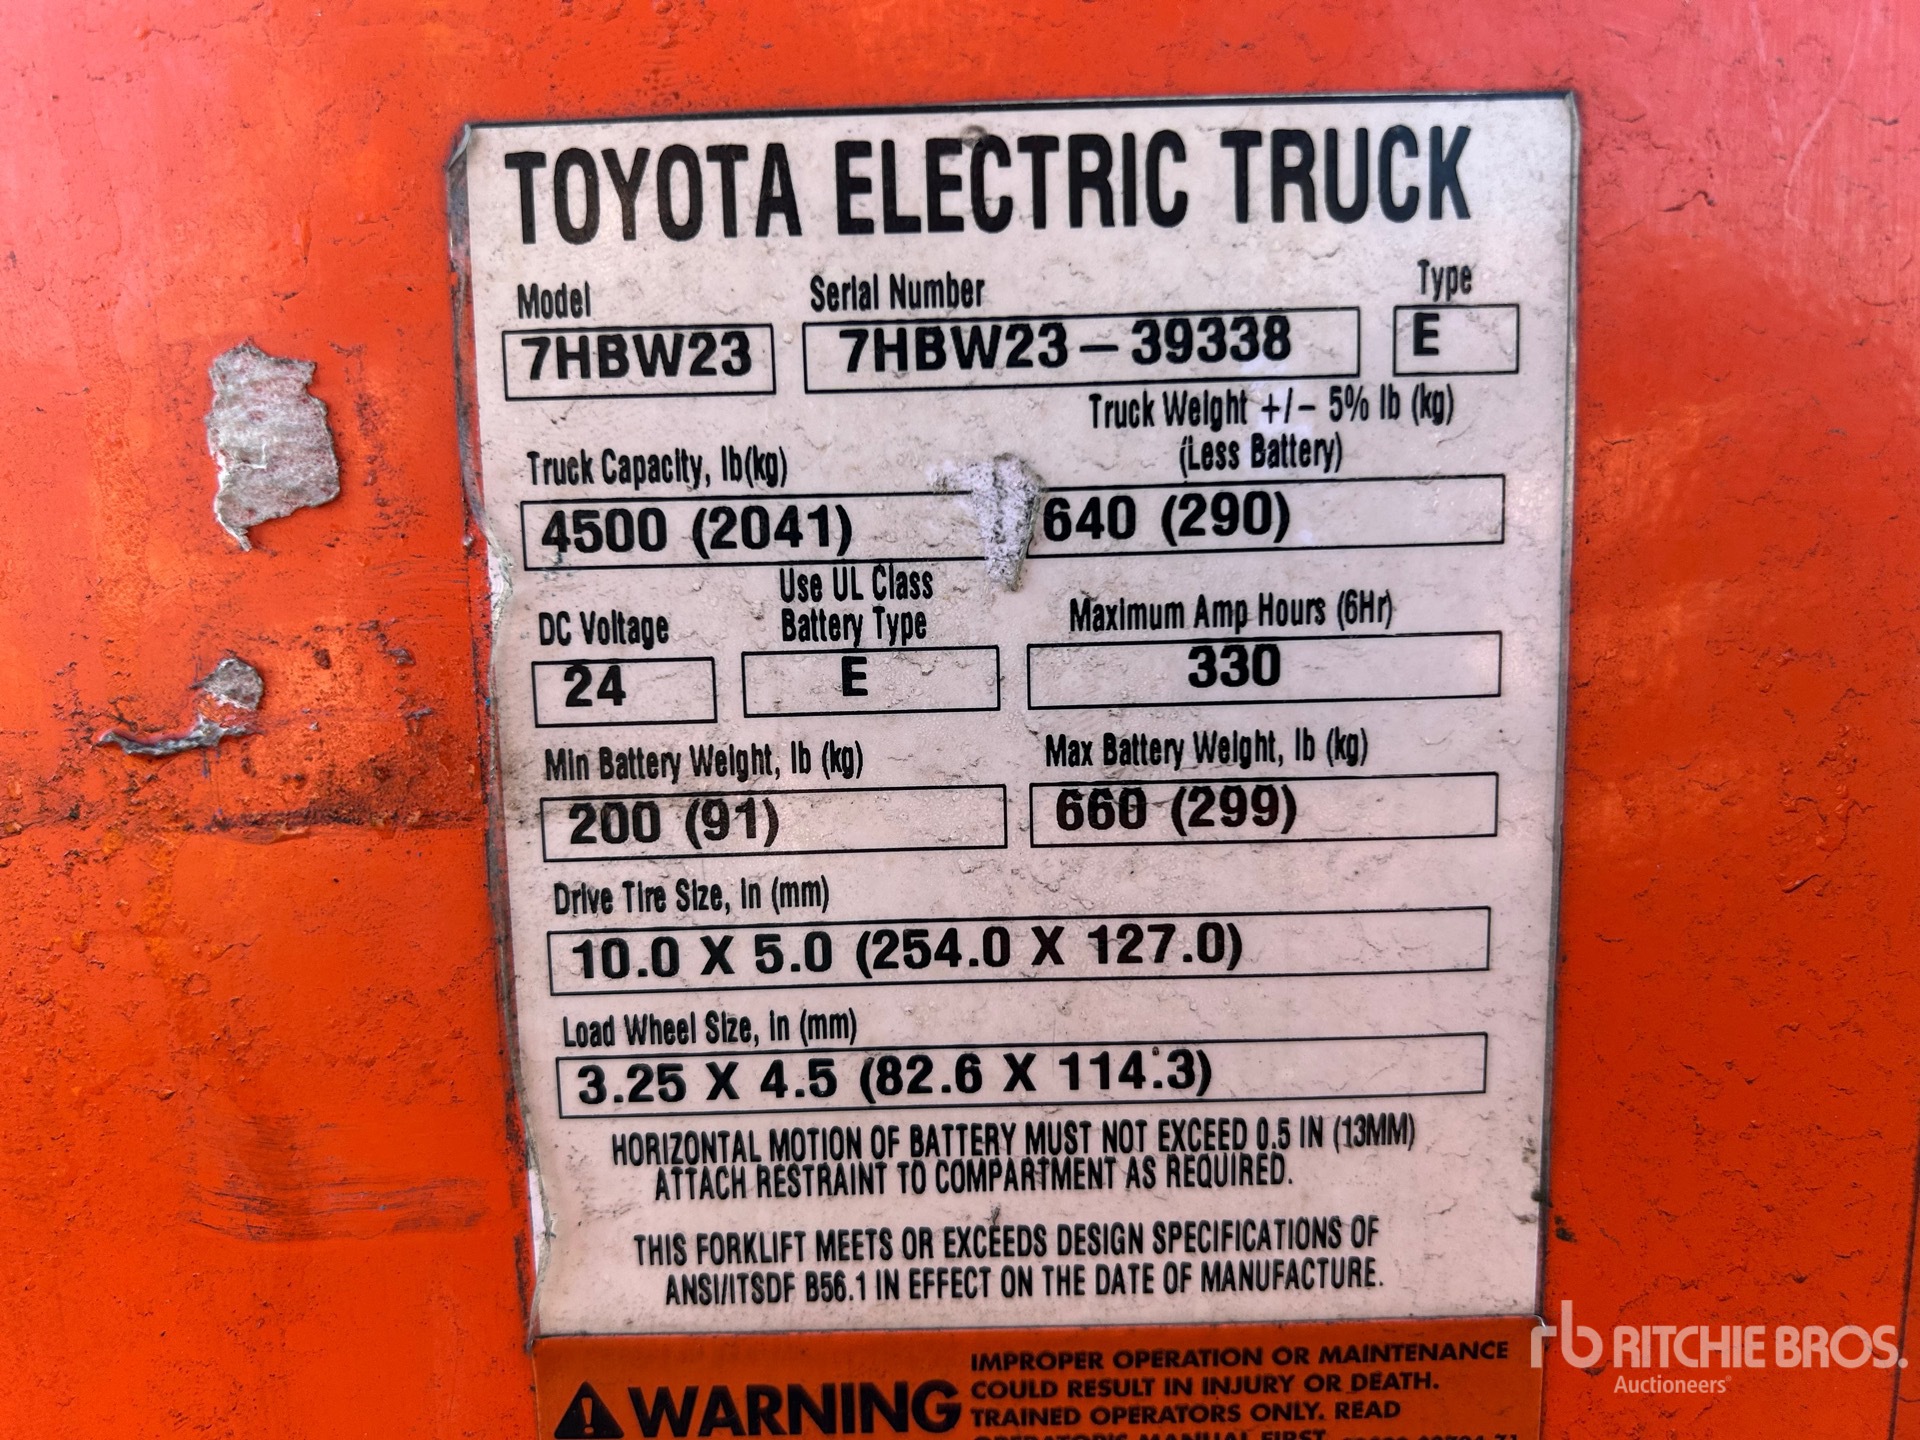 TOYOTA ELECTRIC TRUCK
Model Serial Number Type
7HBW23 7HBW23-39338 E
Truck Weight +/- 5% lb (kg)
Truck Capacity, lb(kg) (Less Battery)
4500 (2041) 640 (290)
Use UL Class
DC Voltage Battery Type Maximum Amp Hours (6Hr)
24 E 330
Min Battery Weight, lb (kg) Max Battery Weight, lb (kg)
200 (91) 660 (299)
Drive Tire Size, in (mm)
10.0 X 5.0 (254.0 X 127.0)
Load Wheel Size, in (mm)
3.25 X 4.5 (82.6 X 114.3)
HORIZONTAL MOTION OF BATTERY MUST NOT EXCEED 0.5 IN (13MM)
ATTACH RESTRAINT TO COMPARTMENT AS REQUIRED.
THIS FORKLIFT MEETS OR EXCEEDS DESIGN SPECIFICATIONS OF
ANSI/ITSDF B56.1 IN EFFECT ON THE DATE OF MANUFACTURE.
WARNING
IMPROPER OPERATION OR MAINTENANCE
COULD RESULT IN INJURY OR DEATH.
TRAINED OPERATORS ONLY. READ
OPERATOR'S MANUAL FIRST.
rb RITCHIE BROS.
Auctioneers